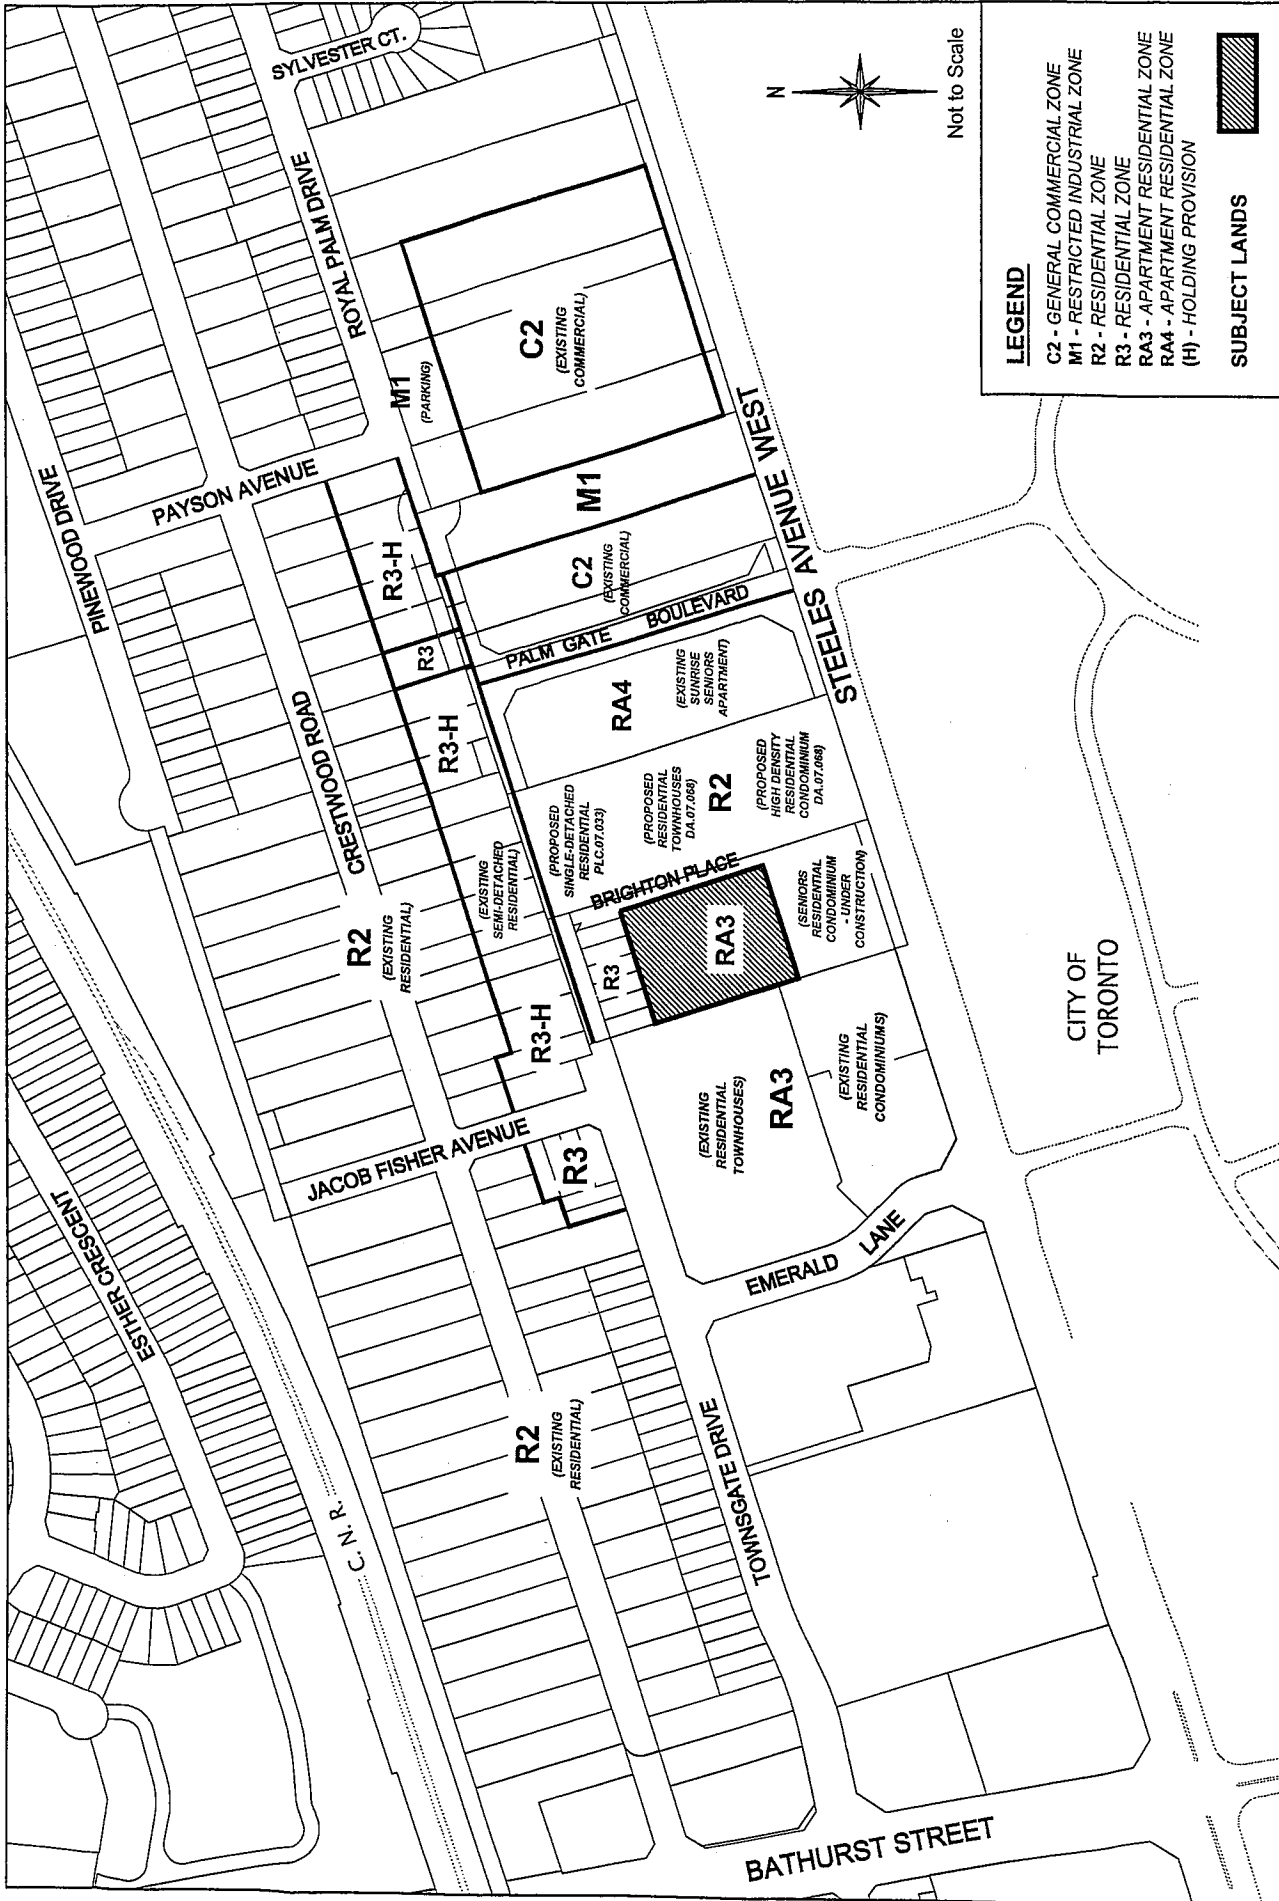 SYLVESTER CT.
ROYAL PALM DRIVE
PINEWOOD DRIVE
PAYSON AVENUE
CRESTWOOD ROAD
ESTHER CRESCENT
C. N. R.
JACOB FISHER AVENUE
R2
(EXISTING
RESIDENTIAL)
R2
(EXISTING
RESIDENTIAL)
R3
R3-H
(EXISTING
SEMI-DETACHED
RESIDENTIAL)
R3-H
R3
R3-H
M1
(PARKING)
C2
(EXISTING
COMMERCIAL)
M1
C2
(EXISTING
COMMERCIAL)
PALM GATE BOULEVARD
RA4
(EXISTING
SUNRISE
SENIORS
APARTMENT)
(PROPOSED
SINGLE-DETACHED
RESIDENTIAL
PLC.07.033)
(PROPOSED
RESIDENTIAL
TOWNHOUSES
DA.07.068)
R2
(PROPOSED
HIGH DENSITY
RESIDENTIAL
CONDOMINIUM
DA.07.068)
BRIGHTON PLACE
R3
RA3
(SENIORS
RESIDENTIAL
CONDOMINIUM
- UNDER
CONSTRUCTION)
(EXISTING
RESIDENTIAL
TOWNHOUSES)
RA3
(EXISTING
RESIDENTIAL
CONDOMINIUMS)
EMERALD LANE
TOWNSGATE DRIVE
BATHURST STREET
STEELES AVENUE WEST
CITY OF
TORONTO
N
Not to Scale
LEGEND
C2 - GENERAL COMMERCIAL ZONE
M1 - RESTRICTED INDUSTRIAL ZONE
R2 - RESIDENTIAL ZONE
R3 - RESIDENTIAL ZONE
RA3 - APARTMENT RESIDENTIAL ZONE
RA4 - APARTMENT RESIDENTIAL ZONE
(H) - HOLDING PROVISION
SUBJECT LANDS